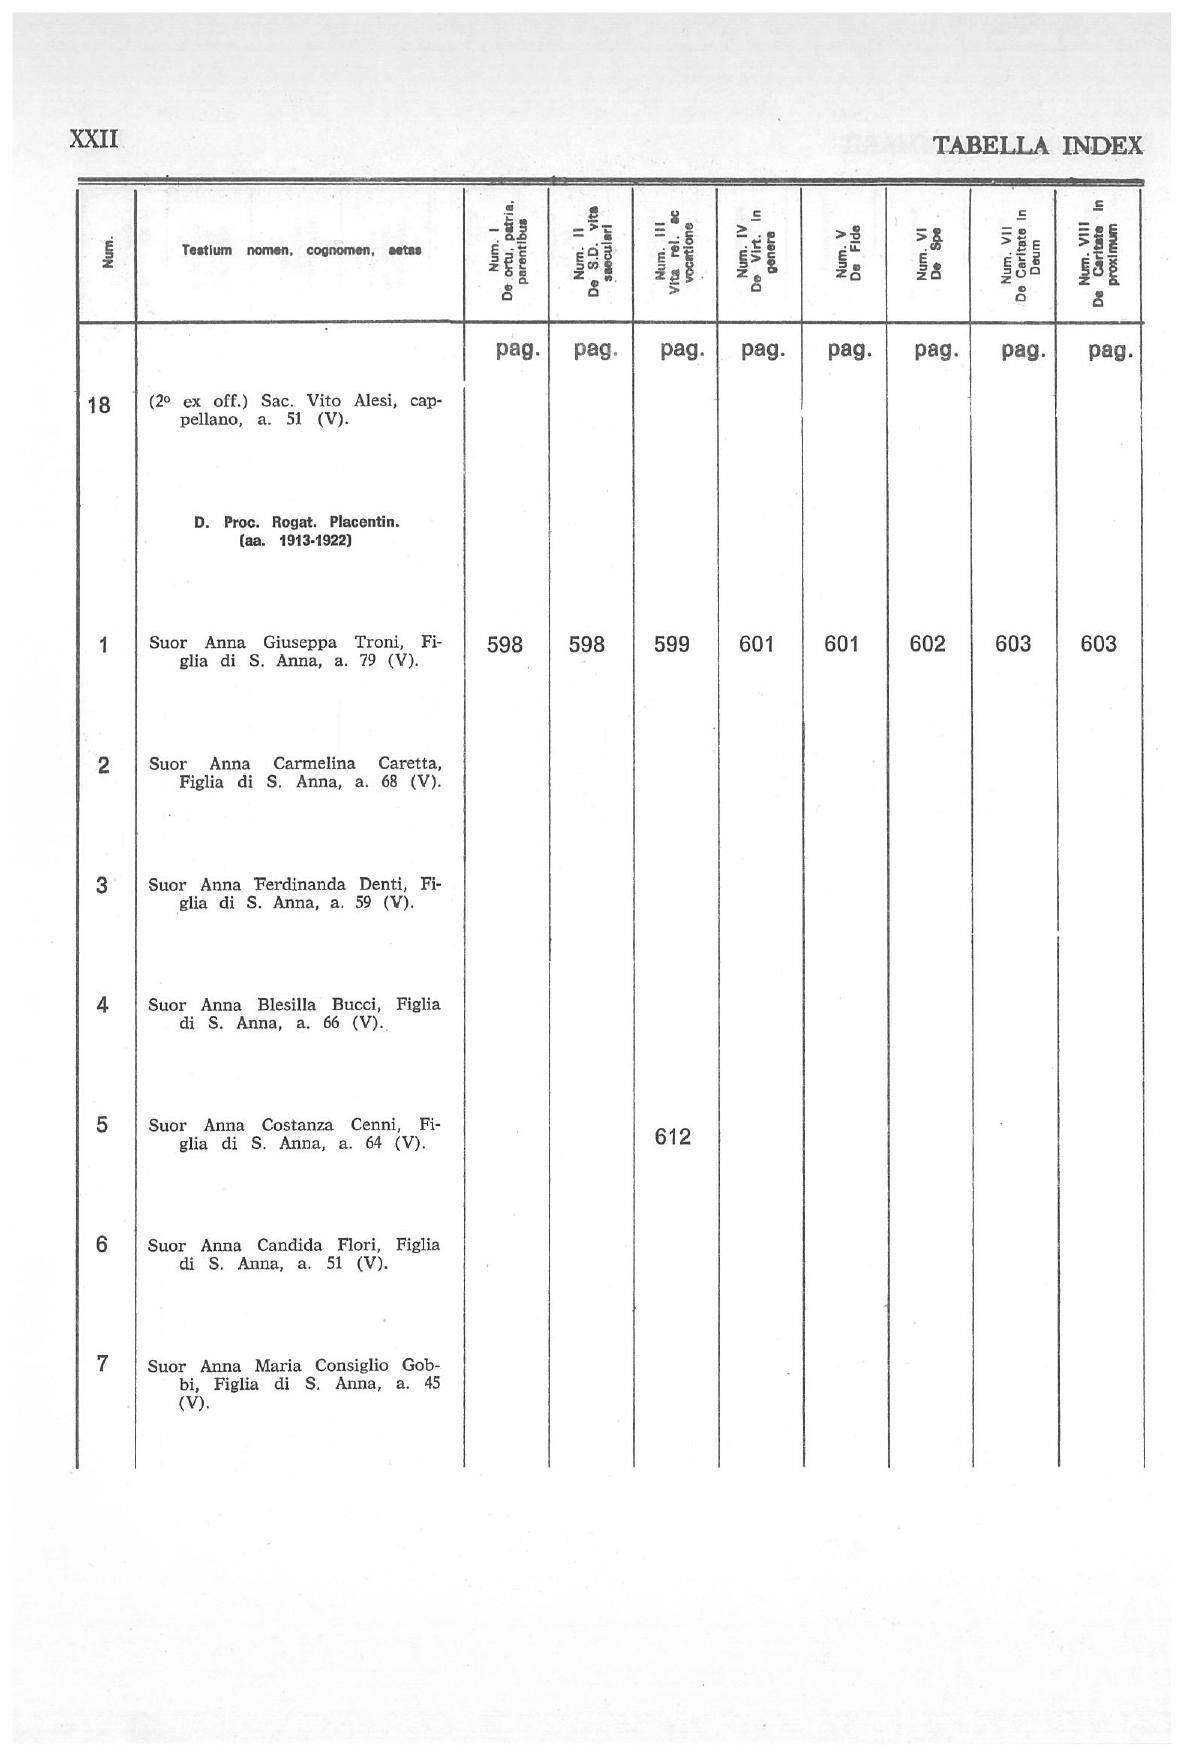 XXII
TABELLA INDEX
Num.
Testium nomen, cognomen, aetas
Num. I
De ortu, patria,
parentibus
Num. II
De S.D. vita
saeculari
Num. III
Vita rel. ac
vocatione
Num. IV
De Virt. in
genere
Num. V
De Fide
Num. VI
De Spe
Num. VII
De Caritate in
Deum
Num. VIII
De Caritate in
proximum
pag. pag. pag. pag. pag. pag. pag. pag.
18 (2º ex off.) Sac. Vito Alesi, cap-
pellano, a. 51 (V).
D. Proc. Rogat. Placentin.
(aa. 1913-1922)
1 Suor Anna Giuseppa Troni, Fi- 598 598 599 601 601 602 603 603
glia di S. Anna, a. 79 (V).
2 Suor Anna Carmelina Caretta,
Figlia di S. Anna, a. 68 (V).
3 Suor Anna Ferdinanda Denti, Fi-
glia di S. Anna, a. 59 (V).
4 Suor Anna Blesilla Bucci, Figlia
di S. Anna, a. 66 (V).
5 Suor Anna Costanza Cenni, Fi-
glia di S. Anna, a. 64 (V). 612
6 Suor Anna Candida Flori, Figlia
di S. Anna, a. 51 (V).
7 Suor Anna Maria Consiglio Gob-
bi, Figlia di S. Anna, a. 45
(V).